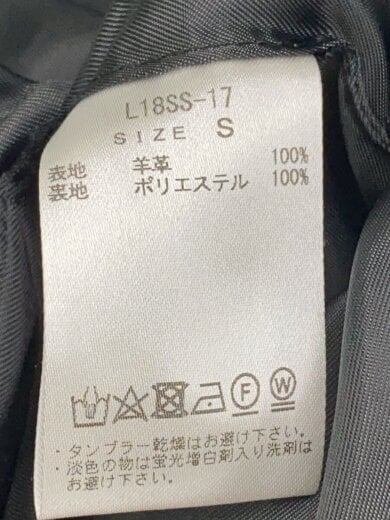 L18SS-17
SIZE S
表地 羊革 100%
裏地 ポリエステル 100%
F W
・タンブラー乾燥はお避け下さい。
・淡色の物は蛍光増白剤入り洗剤は
お避け下さい。